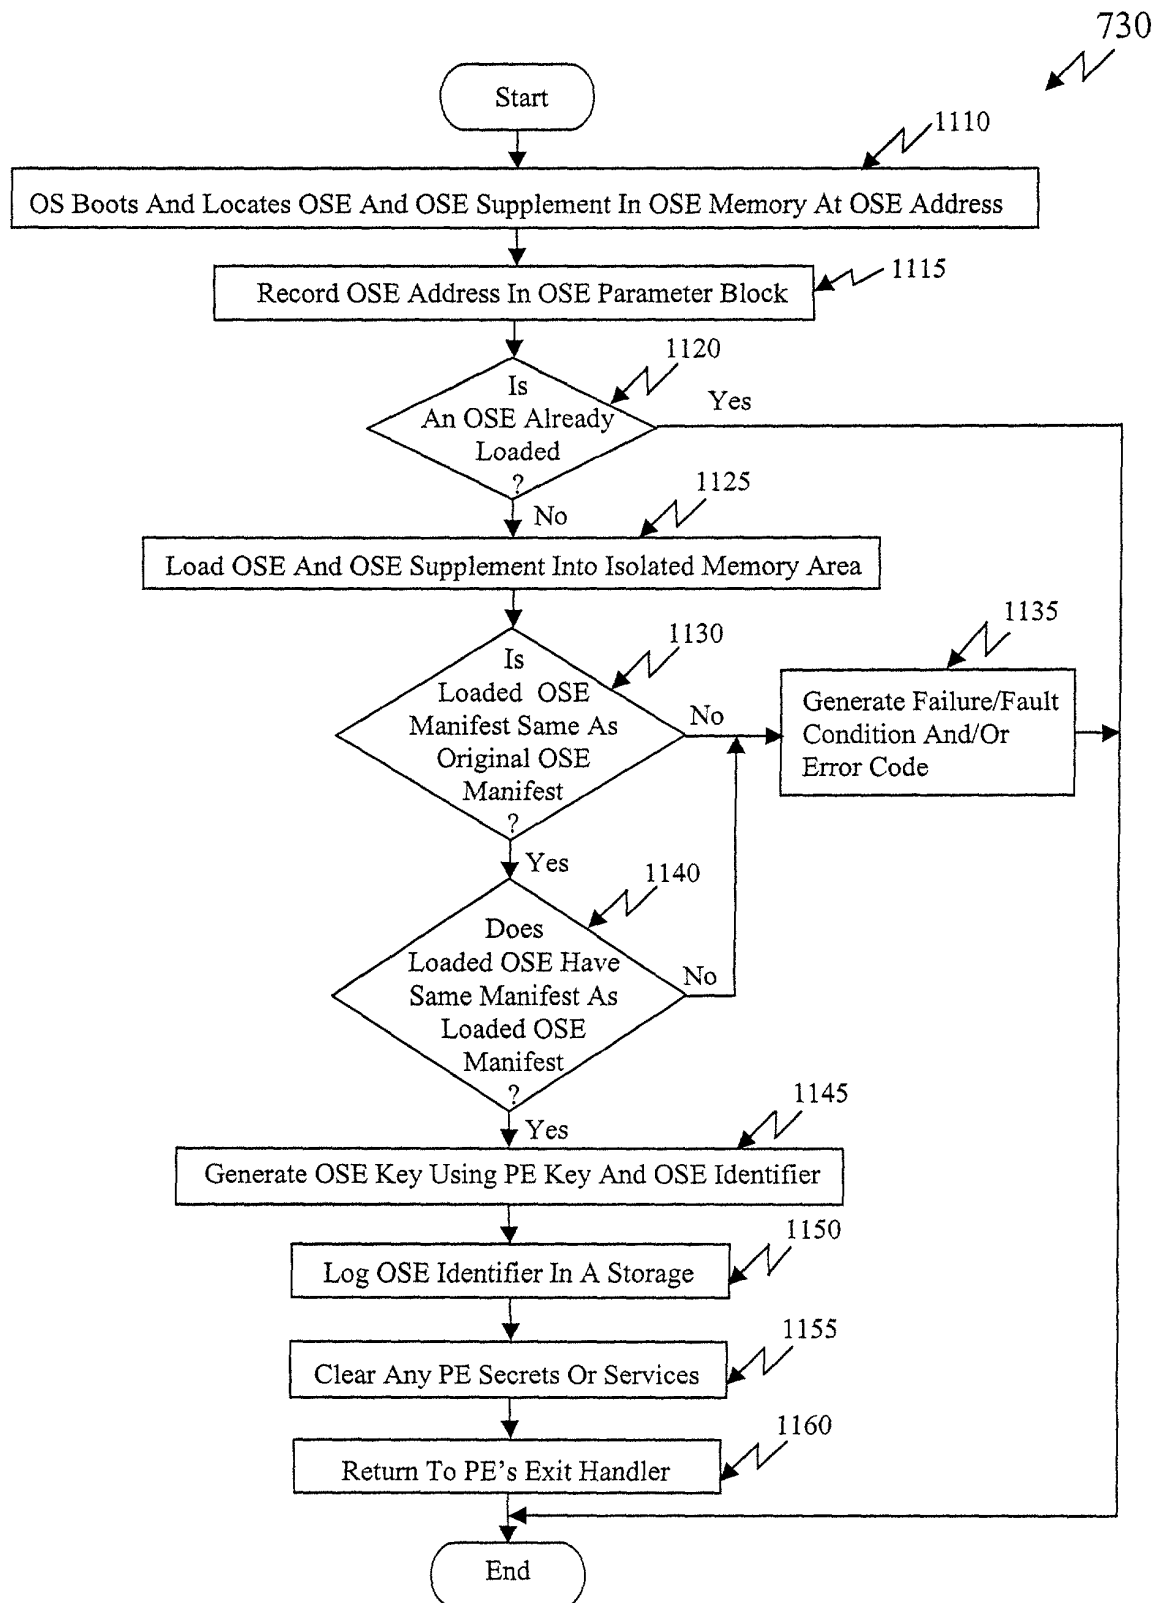 730
Start
1110
OS Boots And Locates OSE And OSE Supplement In OSE Memory At OSE Address
1115
Record OSE Address In OSE Parameter Block
1120
Is
An OSE Already
Loaded
?
Yes
No
1125
Load OSE And OSE Supplement Into Isolated Memory Area
1130
Is
Loaded OSE
Manifest Same As
Original OSE
Manifest
?
No
1135
Generate Failure/Fault
Condition And/Or
Error Code
Yes
1140
Does
Loaded OSE Have
Same Manifest As
Loaded OSE
Manifest
?
No
Yes
1145
Generate OSE Key Using PE Key And OSE Identifier
1150
Log OSE Identifier In A Storage
1155
Clear Any PE Secrets Or Services
1160
Return To PE's Exit Handler
End